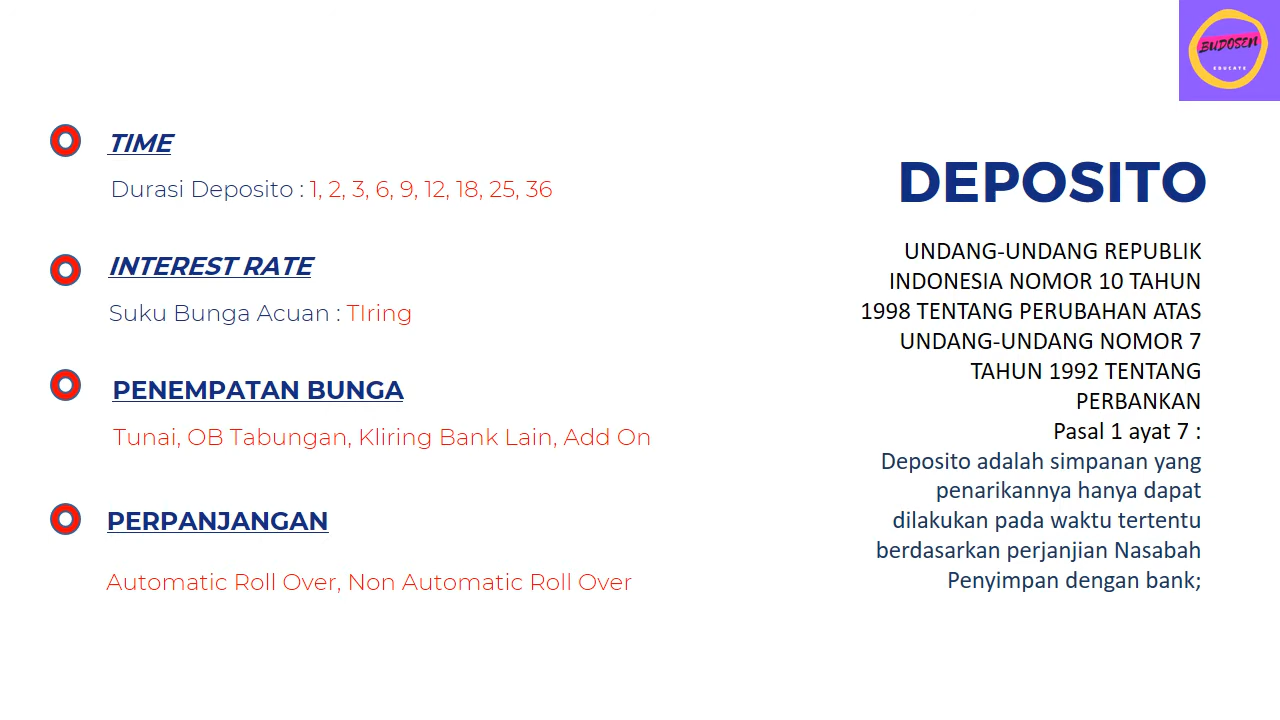 BUDOSEN
EDUCATE
TIME
Durasi Deposito : 1, 2, 3, 6, 9, 12, 18, 25, 36
INTEREST RATE
Suku Bunga Acuan : TIring
PENEMPATAN BUNGA
Tunai, OB Tabungan, Kliring Bank Lain, Add On
PERPANJANGAN
Automatic Roll Over, Non Automatic Roll Over
DEPOSITO
UNDANG-UNDANG REPUBLIK
INDONESIA NOMOR 10 TAHUN
1998 TENTANG PERUBAHAN ATAS
UNDANG-UNDANG NOMOR 7
TAHUN 1992 TENTANG
PERBANKAN
Pasal 1 ayat 7 :
Deposito adalah simpanan yang
penarikannya hanya dapat
dilakukan pada waktu tertentu
berdasarkan perjanjian Nasabah
Penyimpan dengan bank;